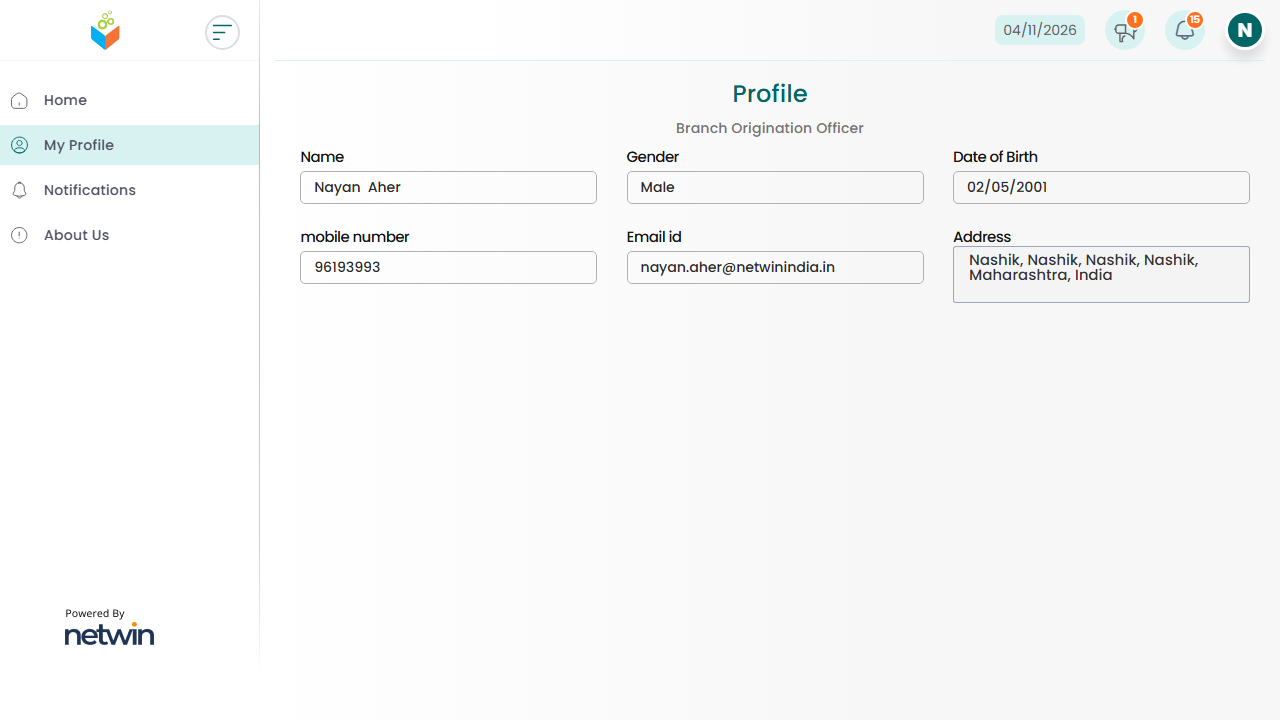 04/11/2026
1
15
N
Home
My Profile
Notifications
About Us
Powered By
netwin
Profile
Branch Origination Officer
Name
Gender
Date of Birth
Nayan  Aher
Male
02/05/2001
mobile number
Email id
Address
96193993
nayan.aher@netwinindia.in
Nashik, Nashik, Nashik, Nashik,
Maharashtra, India